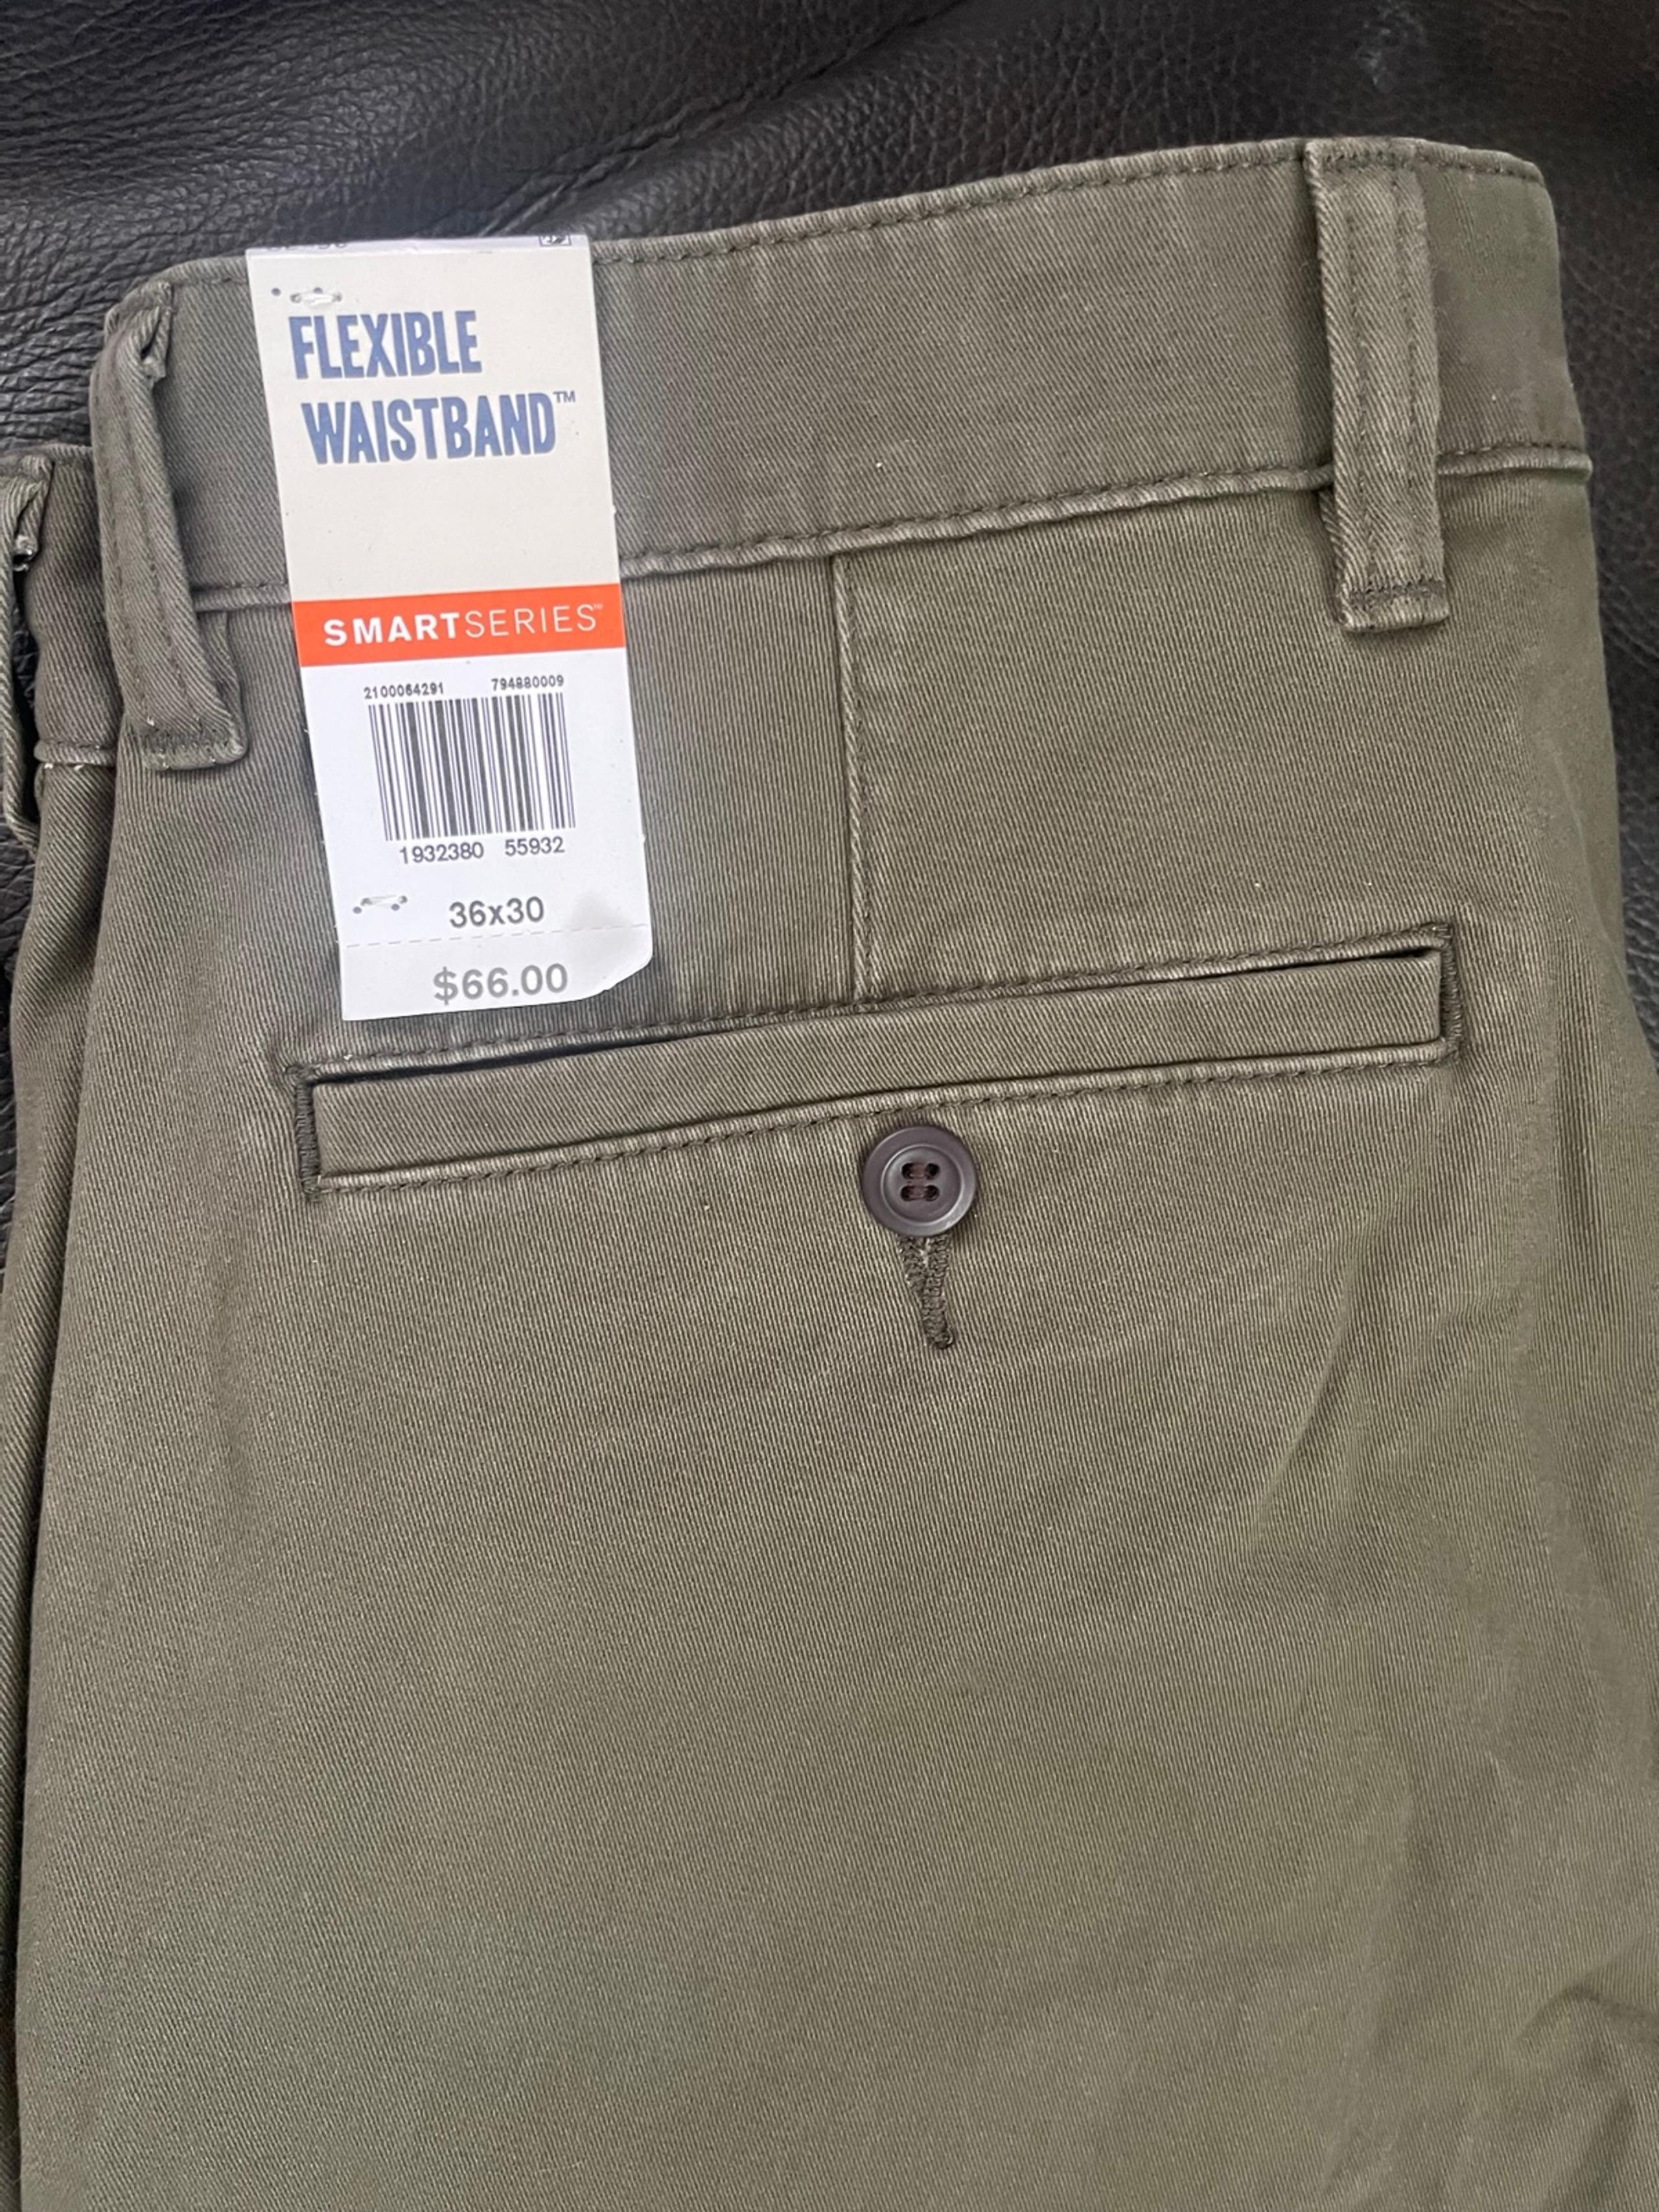 FLEXIBLE
WAISTBAND™
SMARTSERIES™
2100064291 794880009
1932380 55932
36x30
$66.00